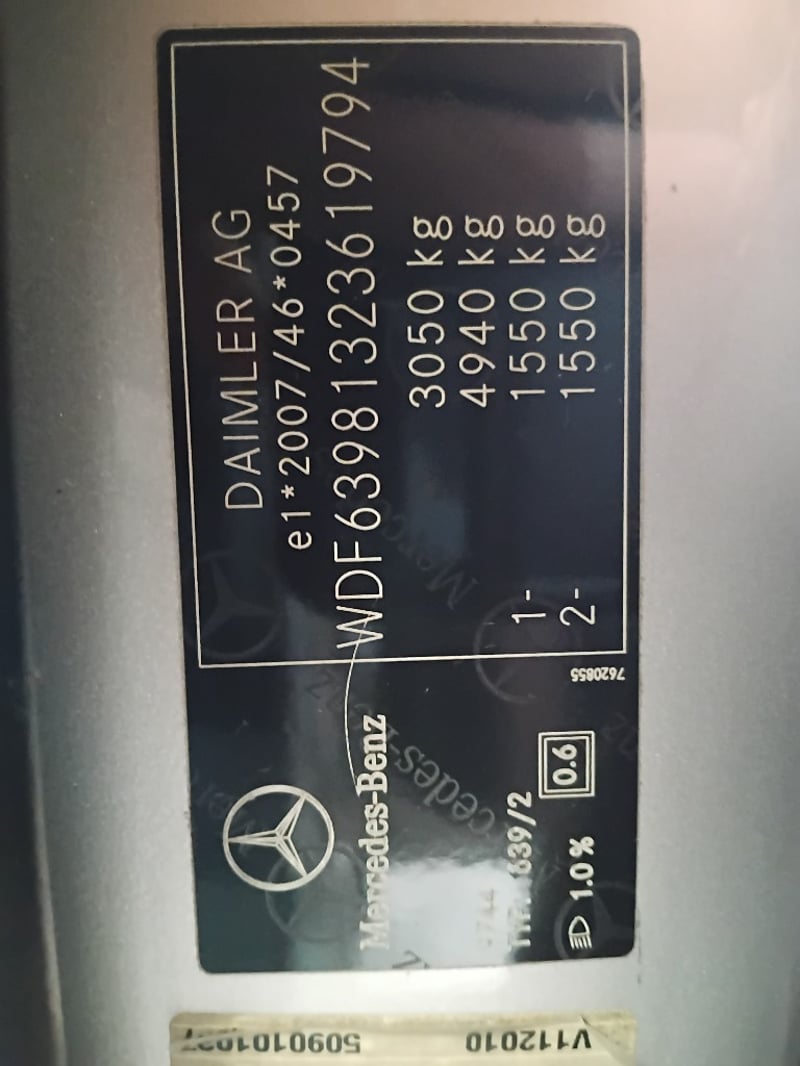 DAIMLER AG
e1*2007/46*0457
WDF63981323619794
3050 kg
4940 kg
1- 1550 kg
2- 1550 kg
7620855
Mercedes-Benz
639/2
1.0 %
0.6
V112010